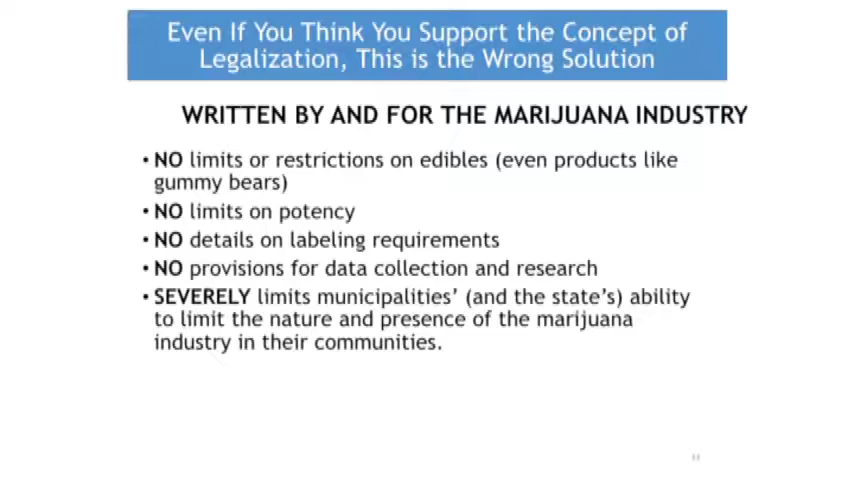 Even If You Think You Support the Concept of
Legalization, This is the Wrong Solution
WRITTEN BY AND FOR THE MARIJUANA INDUSTRY
• NO limits or restrictions on edibles (even products like
gummy bears)
• NO limits on potency
• NO details on labeling requirements
• NO provisions for data collection and research
• SEVERELY limits municipalities’ (and the state’s) ability
to limit the nature and presence of the marijuana
industry in their communities.